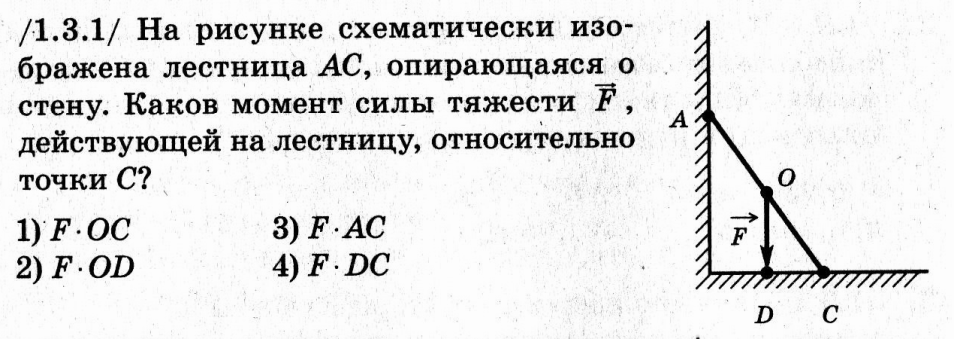 /1.3.1/ На рисунке схематически изо-
бражена лестница AC, опирающаяся о
стену. Каков момент силы тяжести F⃗,
действующей на лестницу, относительно
точки C?
1) F·OC
2) F·OD
3) F·AC
4) F·DC
A
O
F⃗
D
C